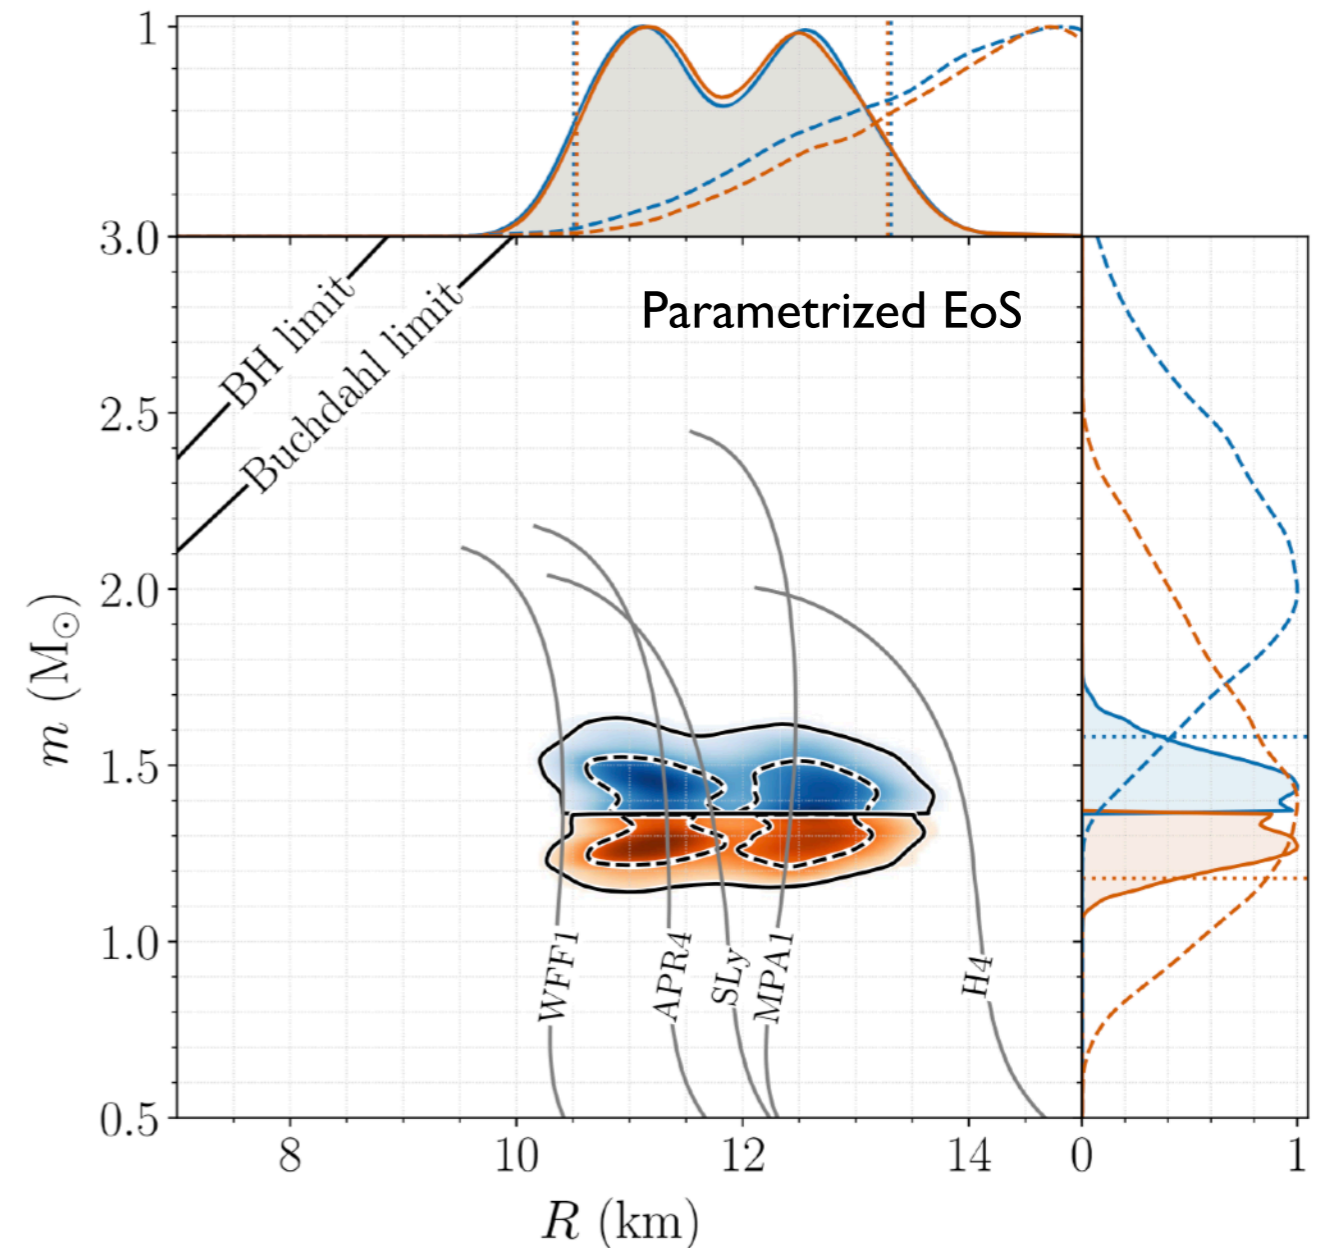 1
3.0
BH limit
Buchdahl limit
Parametrized EoS
2.5
2.0
m (M⊙)
1.5
1.0
WFF1
APR4
SLy
MPA1
H4
0.5
8 10 12 14 0 1
R (km)